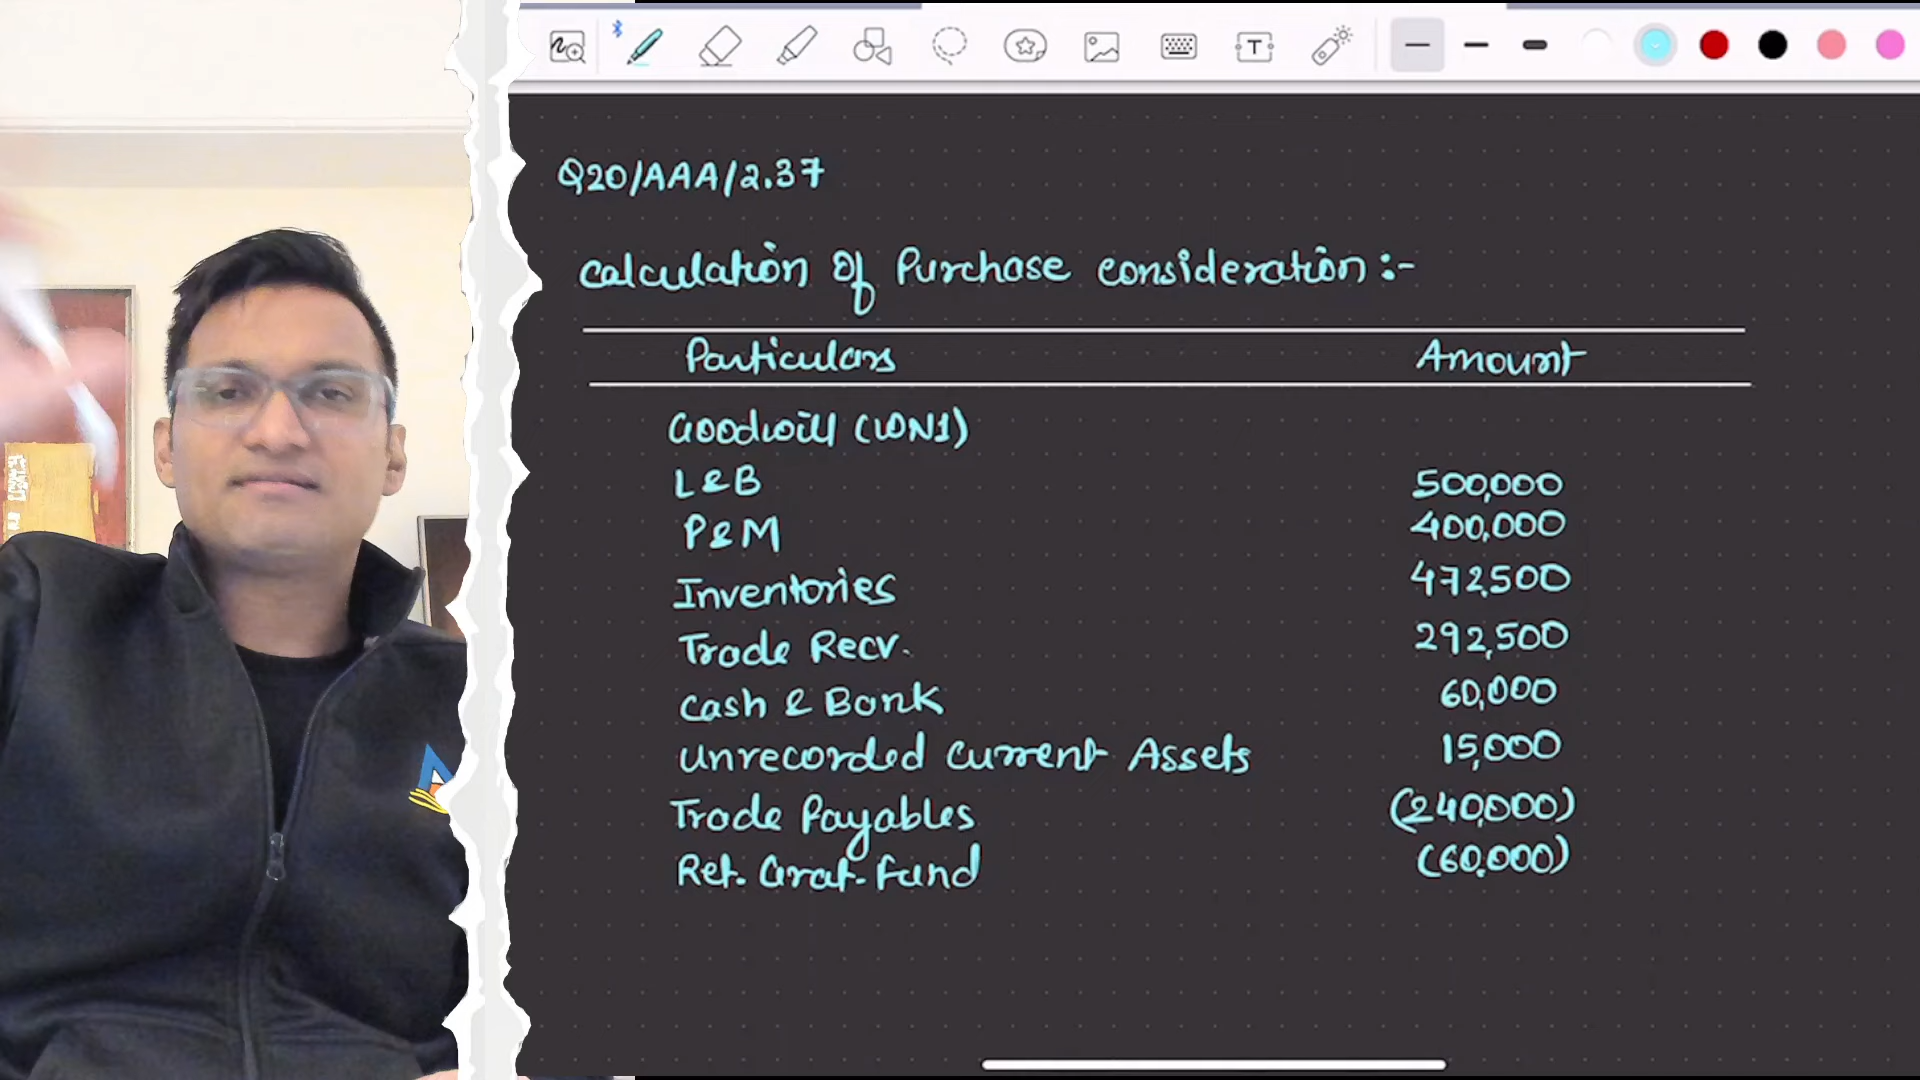 Q20/AAA/2.37
Calculation of Purchase consideration :-
Particulars Amount
Goodwill (WN1)
L&B 500,000
P&M 400,000
Inventories 472,500
Trade Recv. 292,500
Cash & Bank 60,000
Unrecorded Current Assets 15,000
Trade Payables (240,000)
Ret. Grat. Fund (60,000)